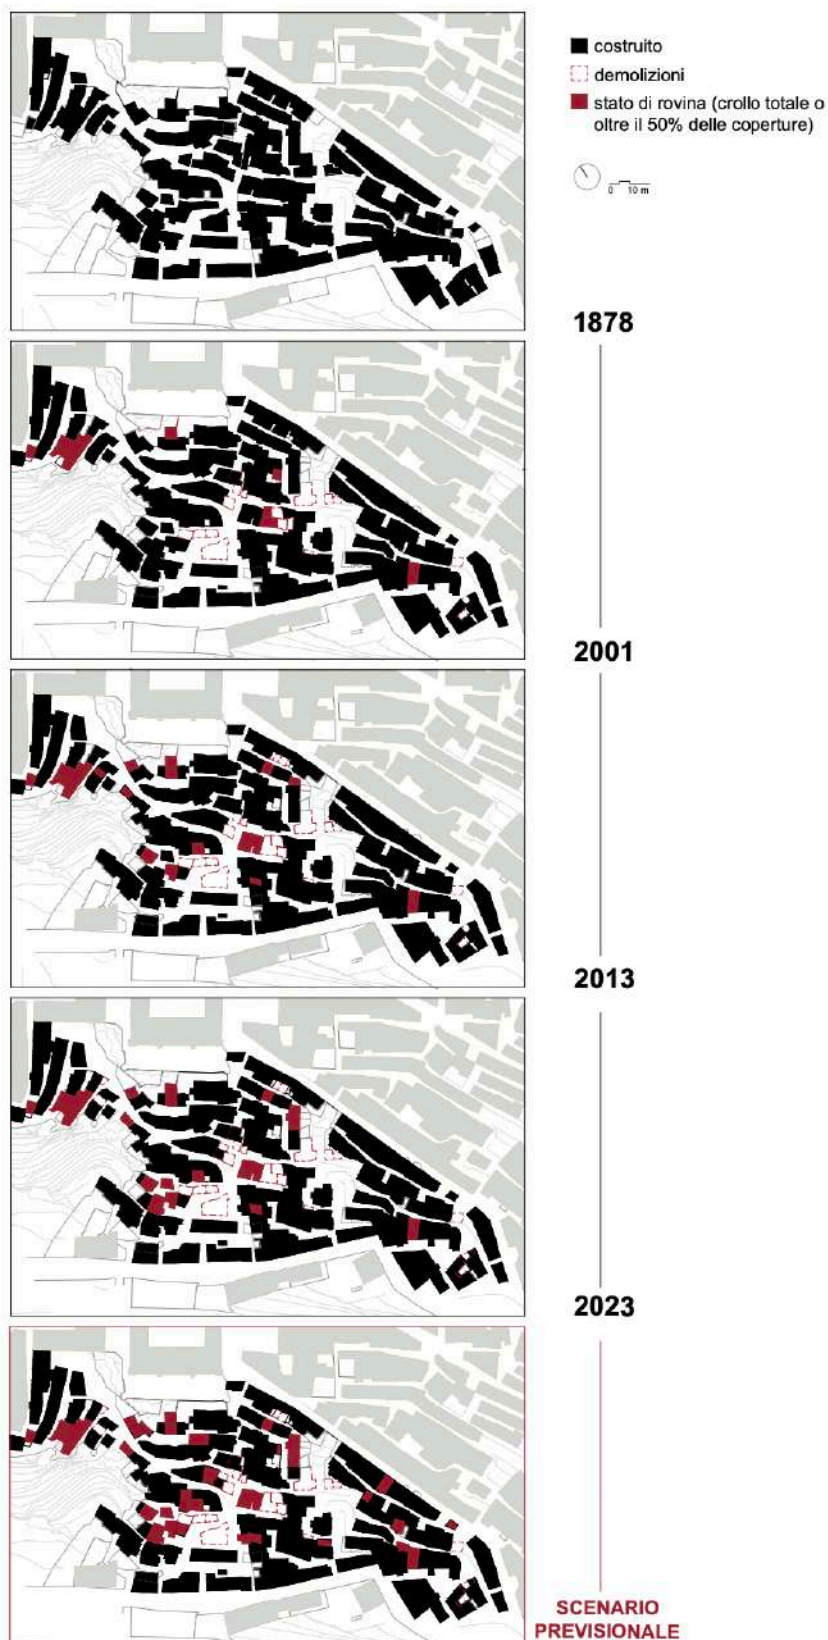 costruito
demolizioni
stato di rovina (crollo totale o
oltre il 50% delle coperture)
0 10 m
1878
2001
2013
2023
SCENARIO
PREVISIONALE